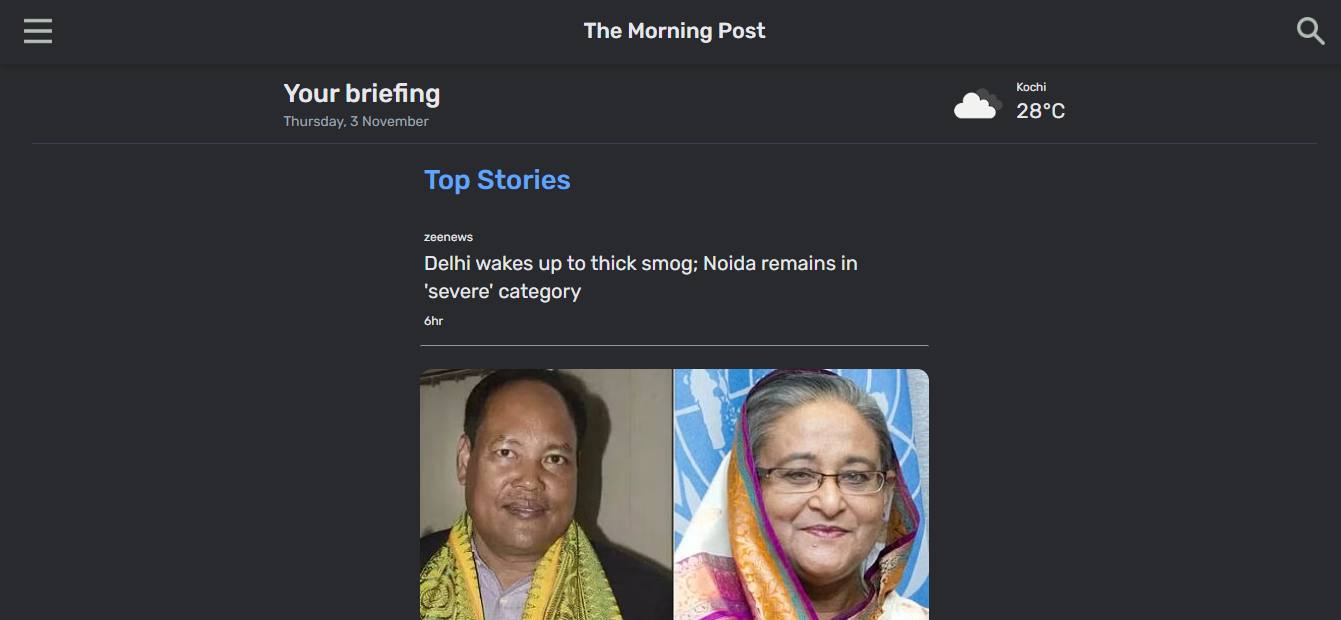 The Morning Post
Your briefing
Thursday, 3 November
Kochi
28°C
Top Stories
zeenews
Delhi wakes up to thick smog; Noida remains in
'severe' category
6hr